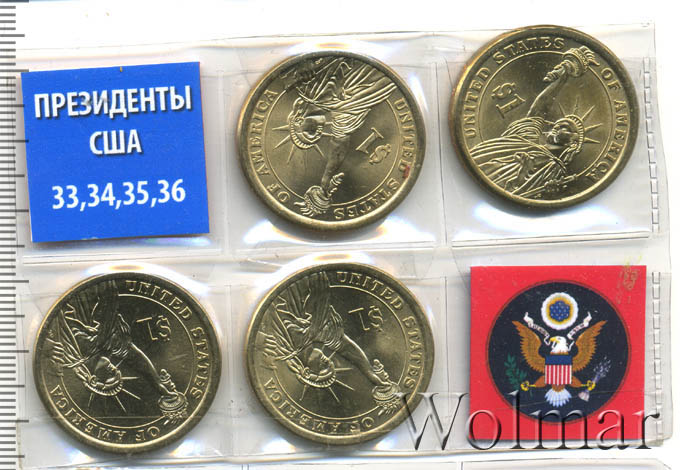 ПРЕЗИДЕНТЫ
США
33,34,35,36
UNITED STATES OF AMERICA
$1
UNITED STATES OF AMERICA
$1
UNITED STATES OF AMERICA
$1
UNITED STATES OF AMERICA
$1
Wolmar